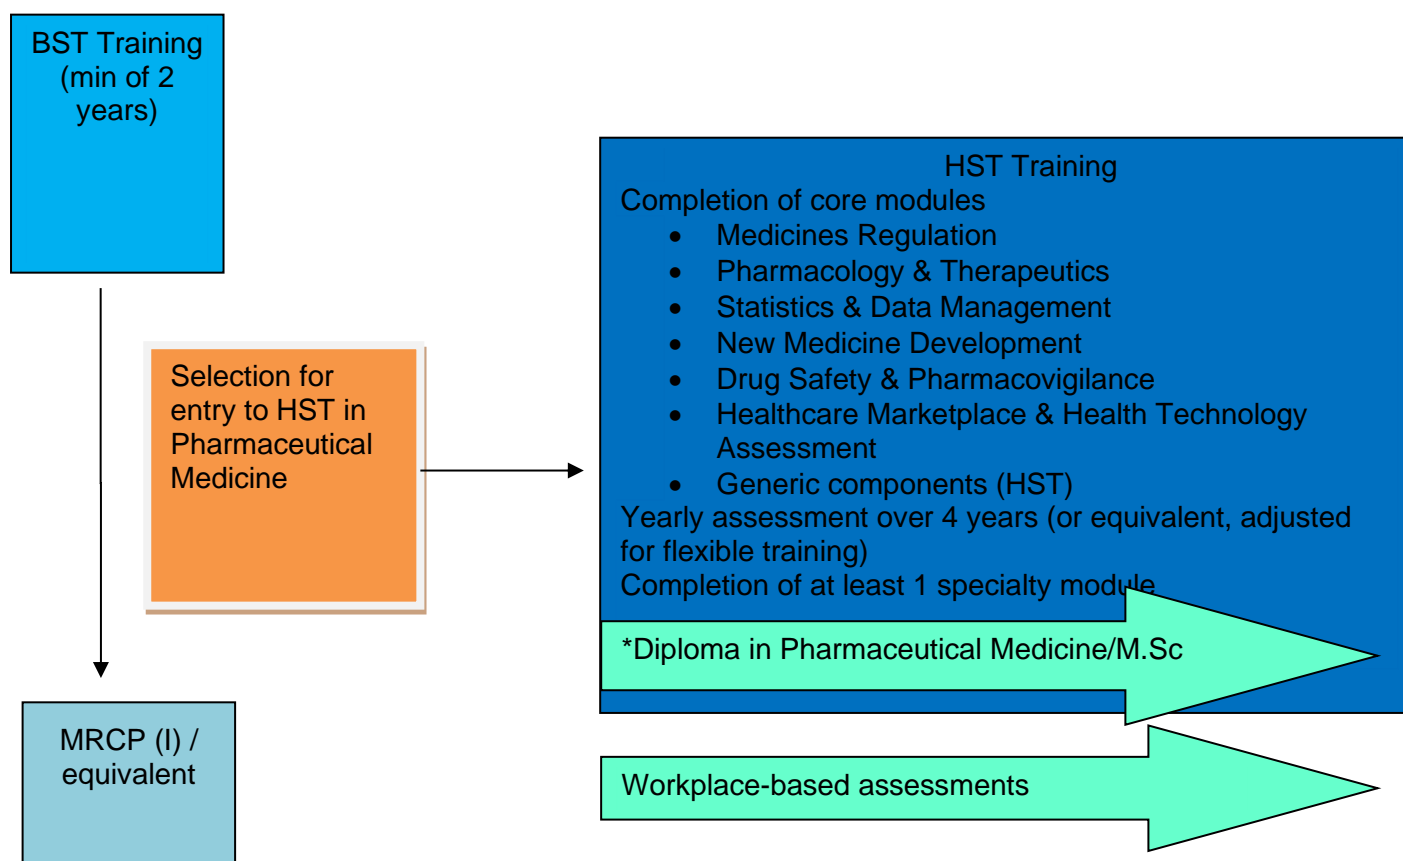 BST Training
(min of 2
years)
Selection for
entry to HST in
Pharmaceutical
Medicine
MRCP (I) /
equivalent
HST Training
Completion of core modules
• Medicines Regulation
• Pharmacology & Therapeutics
• Statistics & Data Management
• New Medicine Development
• Drug Safety & Pharmacovigilance
• Healthcare Marketplace & Health Technology
Assessment
• Generic components (HST)
Yearly assessment over 4 years (or equivalent, adjusted
for flexible training)
Completion of at least 1 specialty module
*Diploma in Pharmaceutical Medicine/M.Sc
Workplace-based assessments